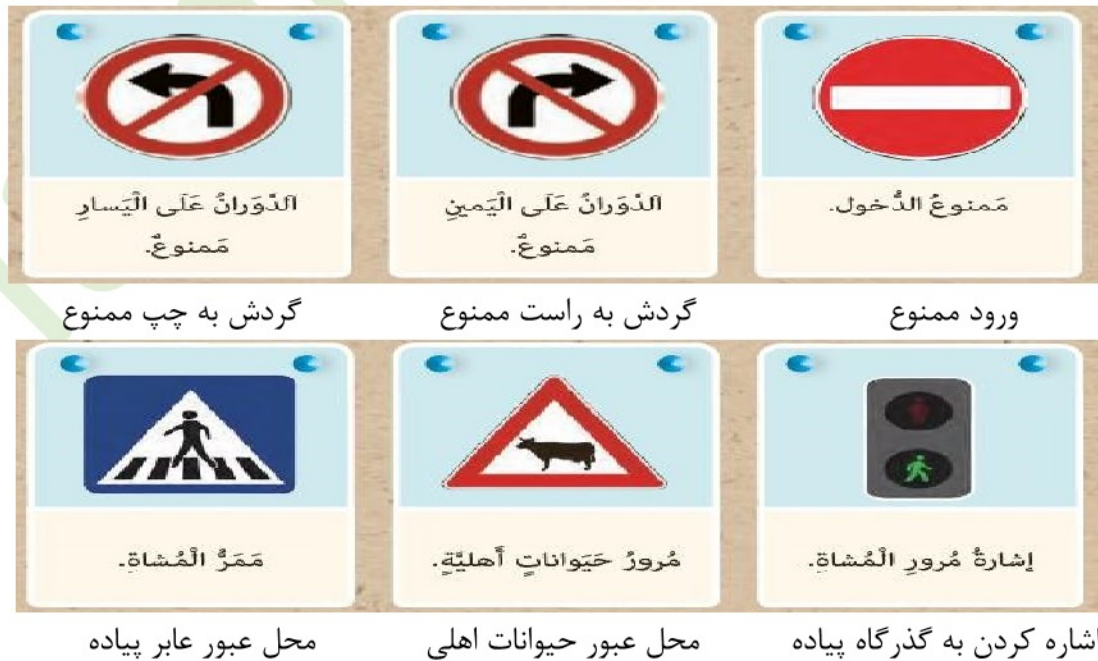 مَمنوعُ الدُّخول.
اَلدَّوَرانُ عَلَی الْیَمینِ
مَمنوعٌ.
اَلدَّوَرانُ عَلَی الْیَسارِ
مَمنوعٌ.
ورود ممنوع
گردش به راست ممنوع
گردش به چپ ممنوع
إشارةُ مُرورِ الْمُشاةِ.
مُرورُ حَیَواناتٍ أَهلیَّةٍ.
مَمَرُّ الْمُشاةِ.
اشاره کردن به گذرگاه پیاده
محل عبور حیوانات اهلی
محل عبور عابر پیاده